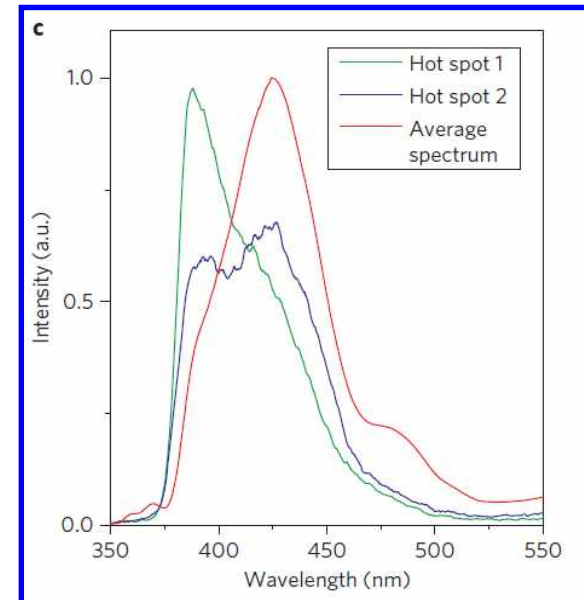 c
Hot spot 1
Hot spot 2
Average
spectrum
Intensity (a.u.)
1.0
0.5
0.0
350
400
450
500
550
Wavelength (nm)